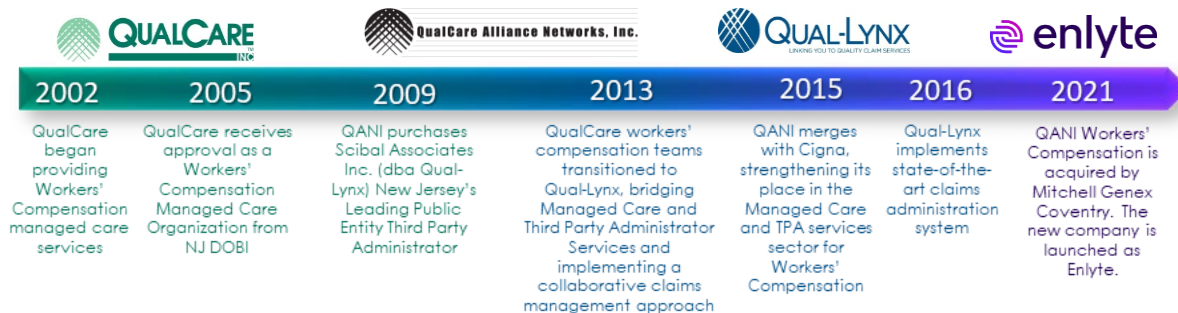 QUALCARE
INC
TM
QualCare Alliance Networks, Inc.
QUAL-LYNX
LINKING YOU TO QUALITY CLAIM SERVICES
enlyte
2002
2005
2009
2013
2015
2016
2021
QualCare
began
providing
Workers'
Compensation
managed care
services
QualCare receives
approval as a
Workers'
Compensation
Managed Care
Organization from
NJ DOBI
QANI purchases
Scibal Associates
Inc. (dba Qual-
Lynx) New Jersey's
Leading Public
Entity Third Party
Administrator
QualCare workers'
compensation teams
transitioned to
Qual-Lynx, bridging
Managed Care and
Third Party Administrator
Services and
implementing a
collaborative claims
management approach
QANI merges
with Cigna,
strengthening its
place in the
Managed Care
and TPA services
sector for
Workers'
Compensation
Qual-Lynx
implements
state-of-the-
art claims
administration
system
QANI Workers'
Compensation is
acquired by
Mitchell Genex
Coventry. The
new company is
launched as
Enlyte.